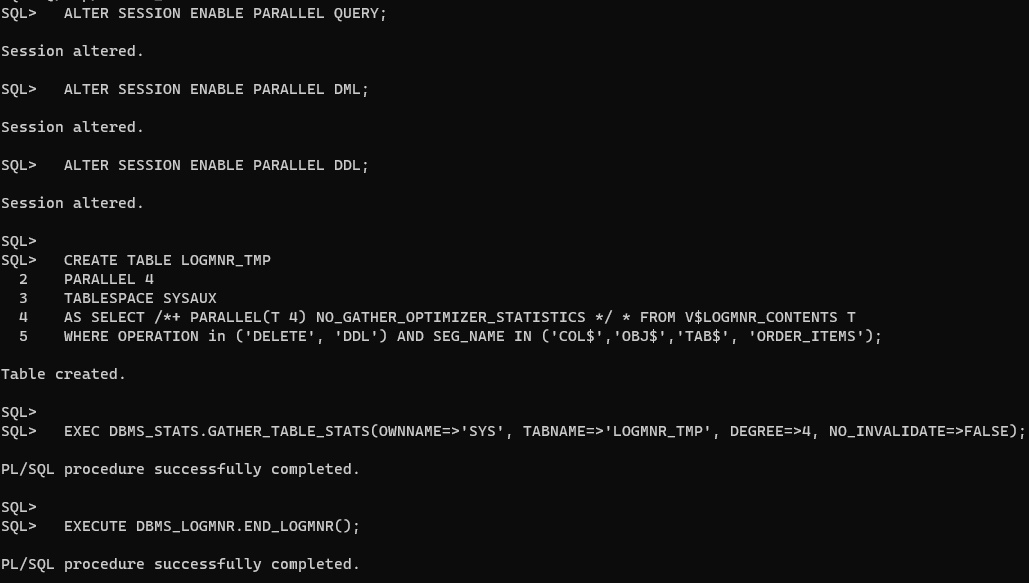 SQL>   ALTER SESSION ENABLE PARALLEL QUERY;
Session altered.
SQL>   ALTER SESSION ENABLE PARALLEL DML;
Session altered.
SQL>   ALTER SESSION ENABLE PARALLEL DDL;
Session altered.
SQL>
SQL>   CREATE TABLE LOGMNR_TMP
  2    PARALLEL 4
  3    TABLESPACE SYSAUX
  4    AS SELECT /*+ PARALLEL(T 4) NO_GATHER_OPTIMIZER_STATISTICS */ * FROM V$LOGMNR_CONTENTS T
  5    WHERE OPERATION in ('DELETE', 'DDL') AND SEG_NAME IN ('COL$','OBJ$','TAB$', 'ORDER_ITEMS');
Table created.
SQL>
SQL>   EXEC DBMS_STATS.GATHER_TABLE_STATS(OWNNAME=>'SYS', TABNAME=>'LOGMNR_TMP', DEGREE=>4, NO_INVALIDATE=>FALSE);
PL/SQL procedure successfully completed.
SQL>
SQL>   EXECUTE DBMS_LOGMNR.END_LOGMNR();
PL/SQL procedure successfully completed.